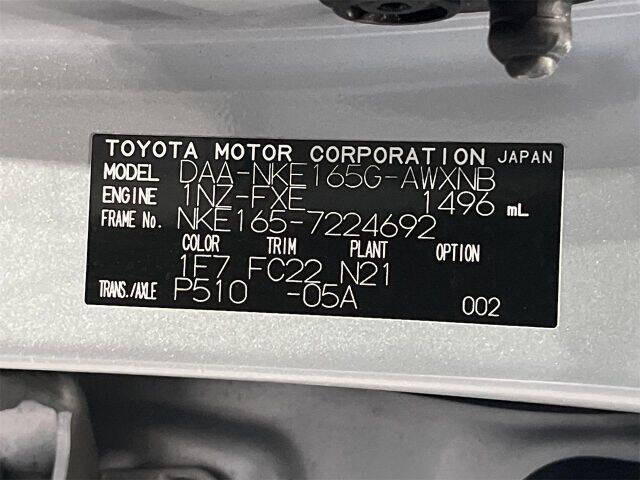 TOYOTA MOTOR CORPORATION JAPAN
MODEL DAA-NKE165G-AWXNB
ENGINE 1NZ-FXE 1496 mL
FRAME No. NKE165-7224692
COLOR TRIM PLANT OPTION
1F7 FC22 N21
TRANS./AXLE P510 -05A 002